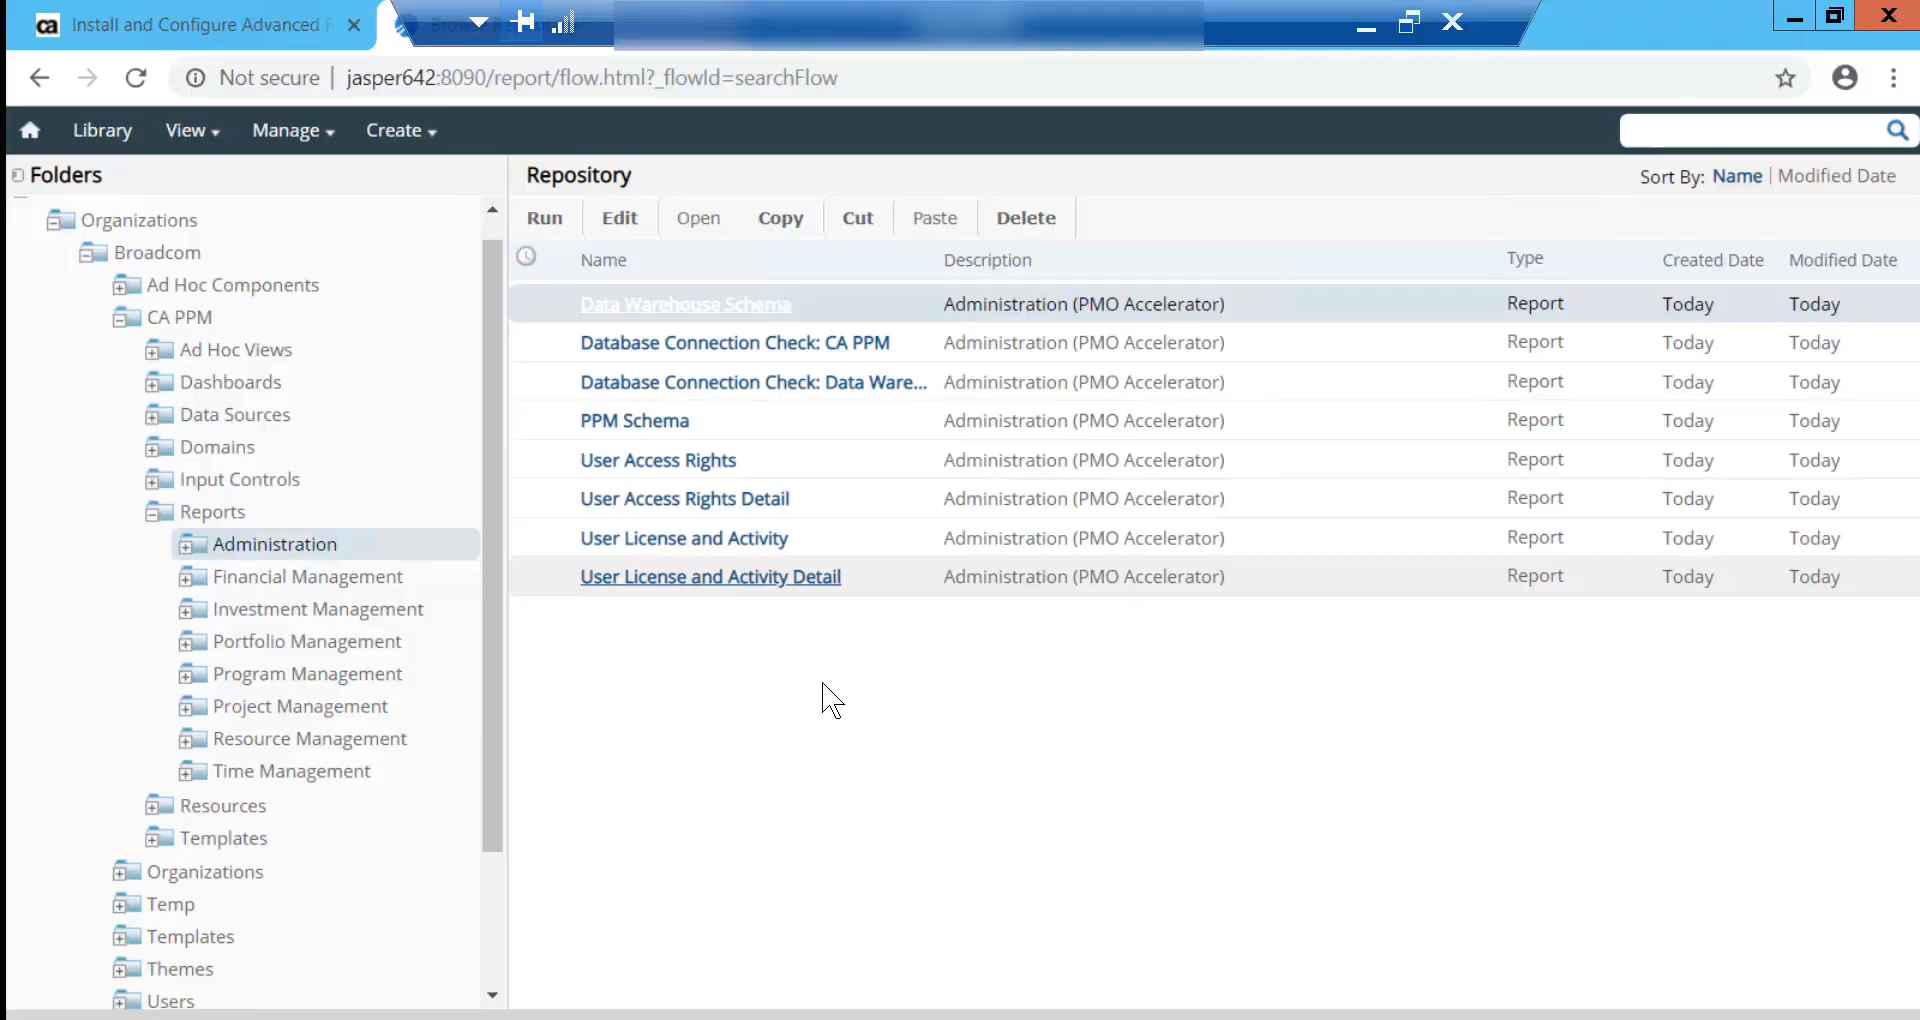 ca Install and Configure Advanced
Not secure | jasper642:8090/report/flow.html?_flowId=searchFlow
Library View Manage Create
Folders
Organizations
Broadcom
Ad Hoc Components
CA PPM
Ad Hoc Views
Dashboards
Data Sources
Domains
Input Controls
Reports
Administration
Financial Management
Investment Management
Portfolio Management
Program Management
Project Management
Resource Management
Time Management
Resources
Templates
Organizations
Temp
Templates
Themes
Users
Repository
Sort By: Name | Modified Date
Run Edit Open Copy Cut Paste Delete
Name Description Type Created Date Modified Date
Data Warehouse Schema Administration (PMO Accelerator) Report Today Today
Database Connection Check: CA PPM Administration (PMO Accelerator) Report Today Today
Database Connection Check: Data Ware... Administration (PMO Accelerator) Report Today Today
PPM Schema Administration (PMO Accelerator) Report Today Today
User Access Rights Administration (PMO Accelerator) Report Today Today
User Access Rights Detail Administration (PMO Accelerator) Report Today Today
User License and Activity Administration (PMO Accelerator) Report Today Today
User License and Activity Detail Administration (PMO Accelerator) Report Today Today